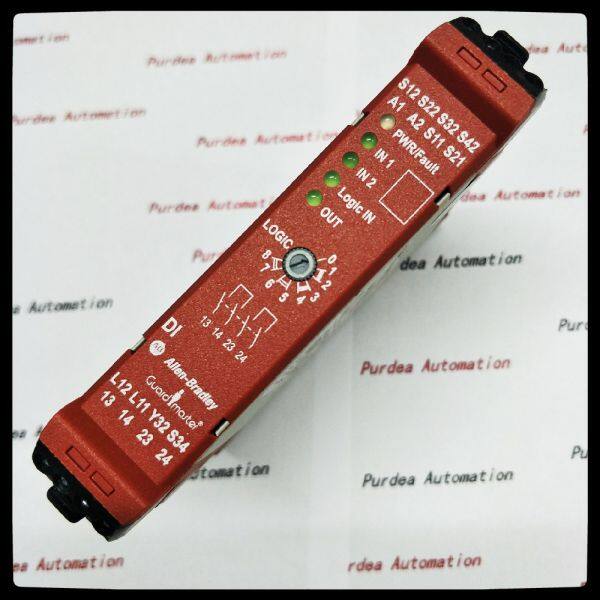 Purdea Automation
S12 S22 S32 S42
A1 A2 S11 S21
PWR/Fault
IN 1
IN 2
Logic IN
OUT
LOGIC
0
1
2
3
4
5
6
7
8
13 14 23 24
DI
AB
Allen-Bradley
Guardmaster®
L12 L11 Y32 S34
13 14 23 24
Purdea Automation
Purdea Automation
Purdea Automation
Purdea Automation
Purdea Automation